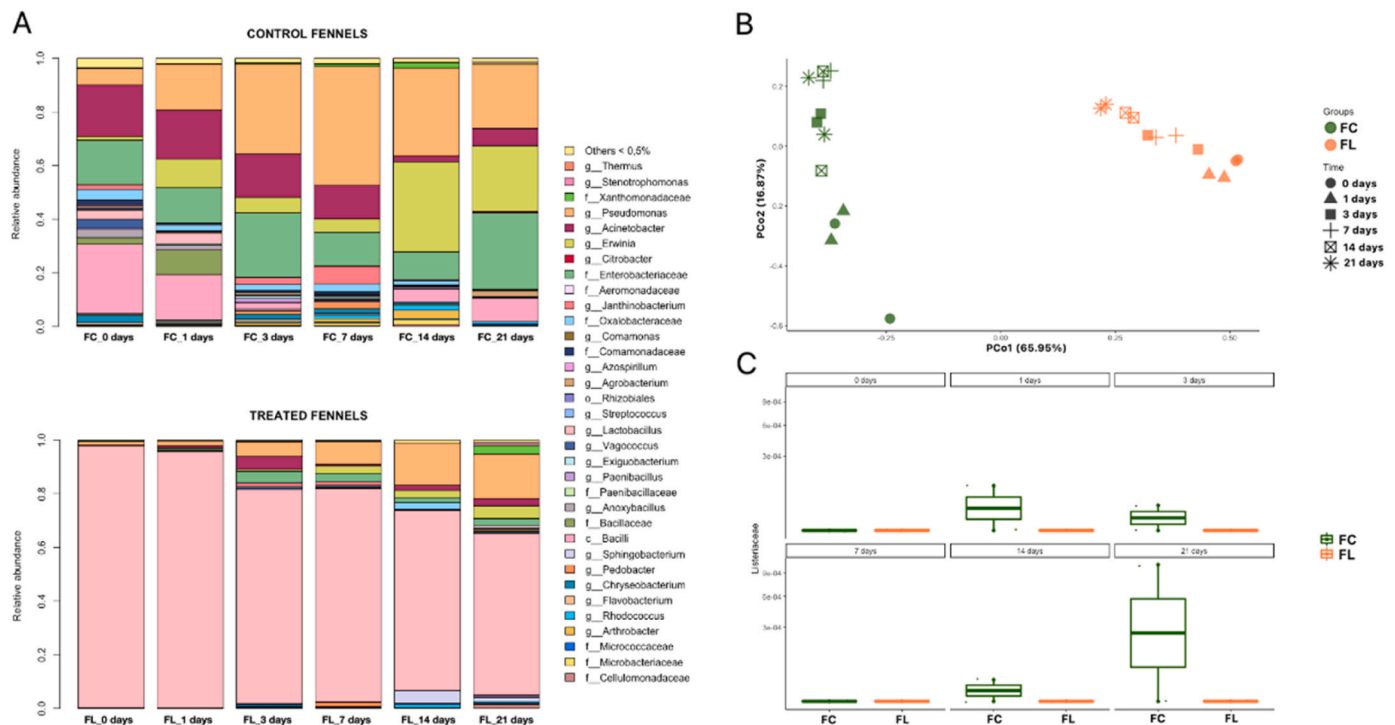 A
CONTROL FENNELS
Relative abundance
1.0
0.8
0.6
0.4
0.2
0.0
FC_0 days FC_1 days FC_3 days FC_7 days FC_14 days FC_21 days
TREATED FENNELS
Relative abundance
1.0
0.8
0.6
0.4
0.2
0.0
FL_0 days FL_1 days FL_3 days FL_7 days FL_14 days FL_21 days
Others < 0,5%
g__Thermus
g__Stenotrophomonas
f__Xanthomonadaceae
g__Pseudomonas
g__Acinetobacter
g__Erwinia
g__Citrobacter
f__Enterobacteriaceae
f__Aeromonadaceae
g__Janthinobacterium
f__Oxalobacteraceae
g__Comamonas
f__Comamonadaceae
g__Azospirillum
g__Agrobacterium
o__Rhizobiales
g__Streptococcus
g__Lactobacillus
g__Vagococcus
g__Exiguobacterium
g__Paenibacillus
f__Paenibacillaceae
g__Anoxybacillus
f__Bacillaceae
c__Bacilli
g__Sphingobacterium
g__Pedobacter
g__Chryseobacterium
g__Flavobacterium
g__Rhodococcus
g__Arthrobacter
f__Micrococcaceae
f__Microbacteriaceae
f__Cellulomonadaceae
B
PCo2 (16.87%)
0.2
0.0
0.2
-0.4
-0.6
-0.25 0.00 0.25 0.50
PCo1 (65.95%)
Groups
FC
FL
Time
0 days
1 days
3 days
7 days
14 days
21 days
C
Listeriaceae
0 days 1 days 3 days
9e-04
6e-04
3e-04
7 days 14 days 21 days
9e-04
6e-04
3e-04
FC FL FC FL FC FL
FC
FL